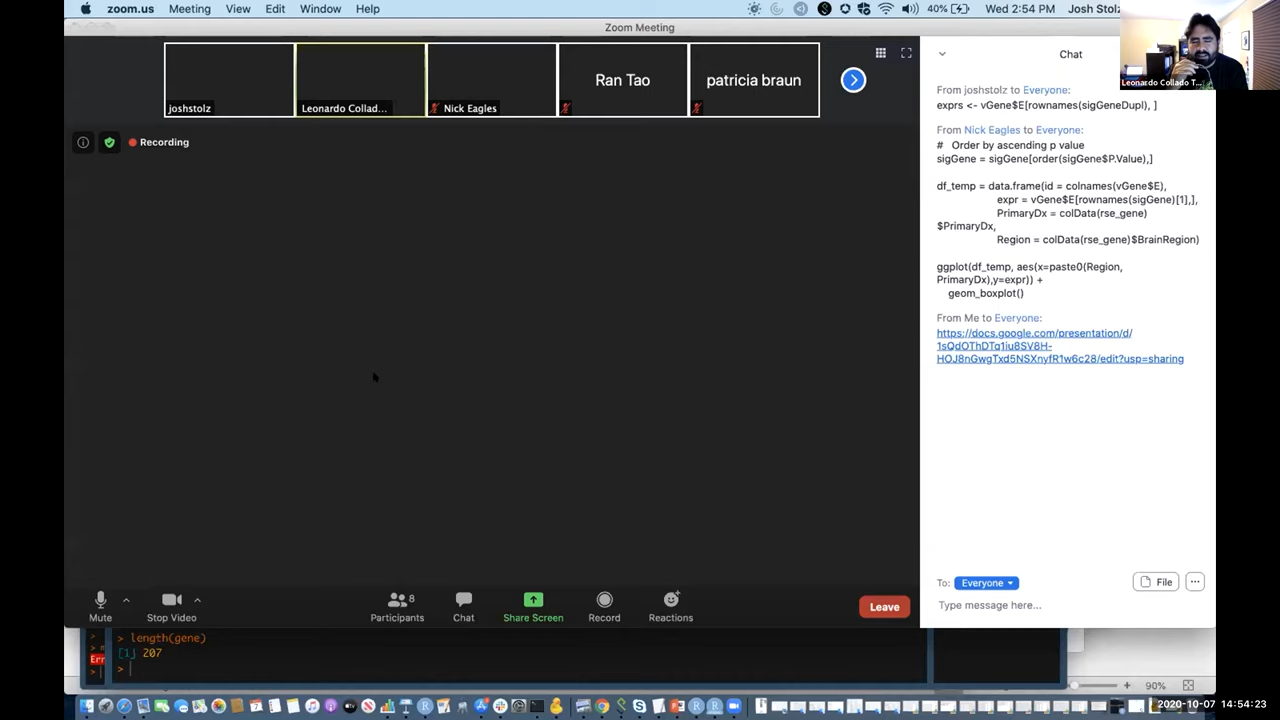 zoom.us Meeting View Edit Window Help 40% Wed 2:54 PM Josh Stolz
Zoom Meeting
joshstolz
Leonardo Collad...
Nick Eagles
Ran Tao
patricia braun
Recording
Leonardo Collado T...
Chat
From joshstolz to Everyone:
exprs <- vGene$E[rownames(sigGeneDupl), ]
From Nick Eagles to Everyone:
# Order by ascending p value
sigGene = sigGene[order(sigGene$P.Value),]
df_temp = data.frame(id = colnames(vGene$E),
expr = vGene$E[rownames(sigGene)[1],],
PrimaryDx = colData(rse_gene)
$PrimaryDx,
Region = colData(rse_gene)$BrainRegion)
ggplot(df_temp, aes(x=paste0(Region,
PrimaryDx),y=expr)) +
geom_boxplot()
From Me to Everyone:
https://docs.google.com/presentation/d/
1sQdOThDTq1iu8SV8H-
HOJ8nGwgTxd5NSXnyfR1w6c28/edit?usp=sharing
To: Everyone
File
Type message here...
Mute
Stop Video
Participants 8
Chat
Share Screen
Record
Reactions
Leave
> length(gene)
[1] 207
>
Err
90%
2020-10-07 14:54:23